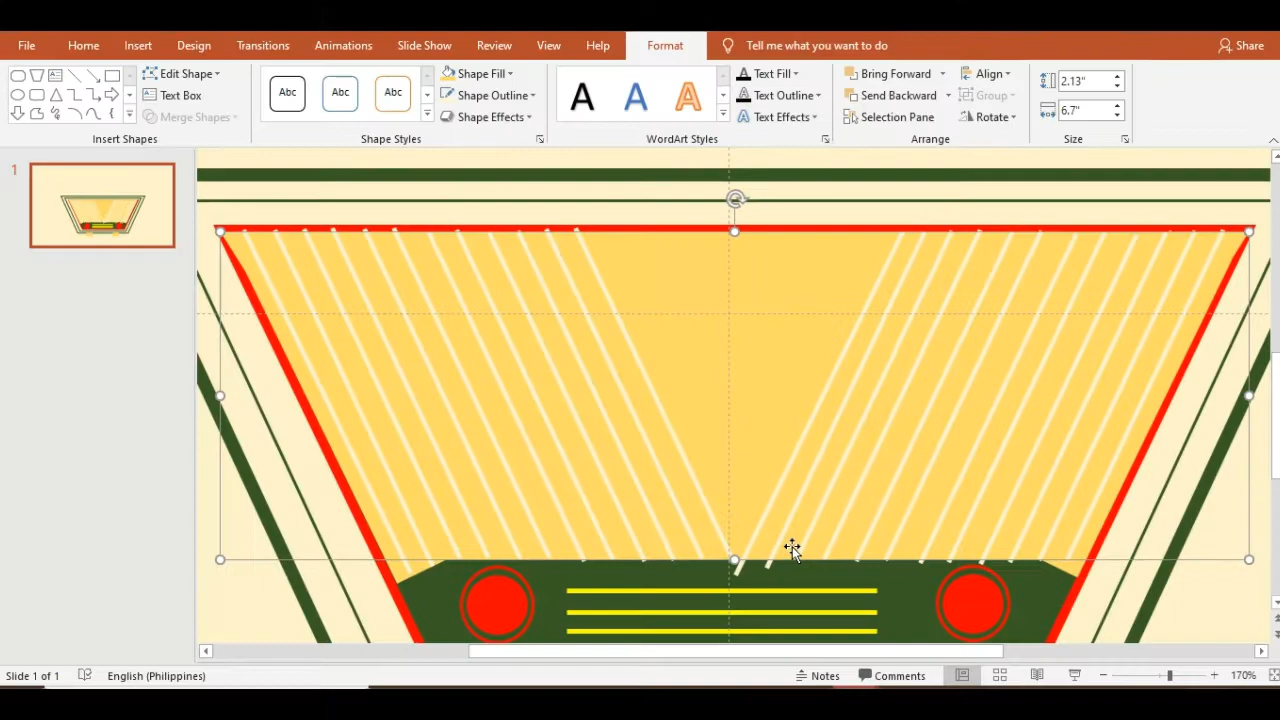 File Home Insert Design Transitions Animations Slide Show Review View Help Format Tell me what you want to do Share
Edit Shape Text Box Merge Shapes
Insert Shapes
Abc Abc Abc
Shape Fill Shape Outline Shape Effects
Shape Styles
A A A
Text Fill Text Outline Text Effects
WordArt Styles
Bring Forward Send Backward Selection Pane
Align Group Rotate
Arrange
2.13"
6.7"
Size
1
Slide 1 of 1 English (Philippines) Notes Comments 170%